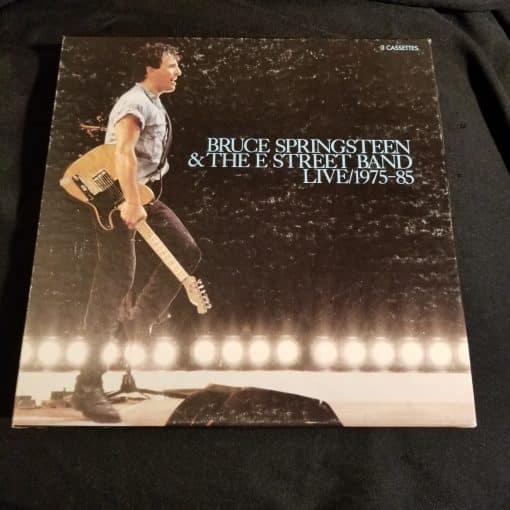 3 CASSETTES
BRUCE SPRINGSTEEN
& THE E STREET BAND
LIVE/1975-85